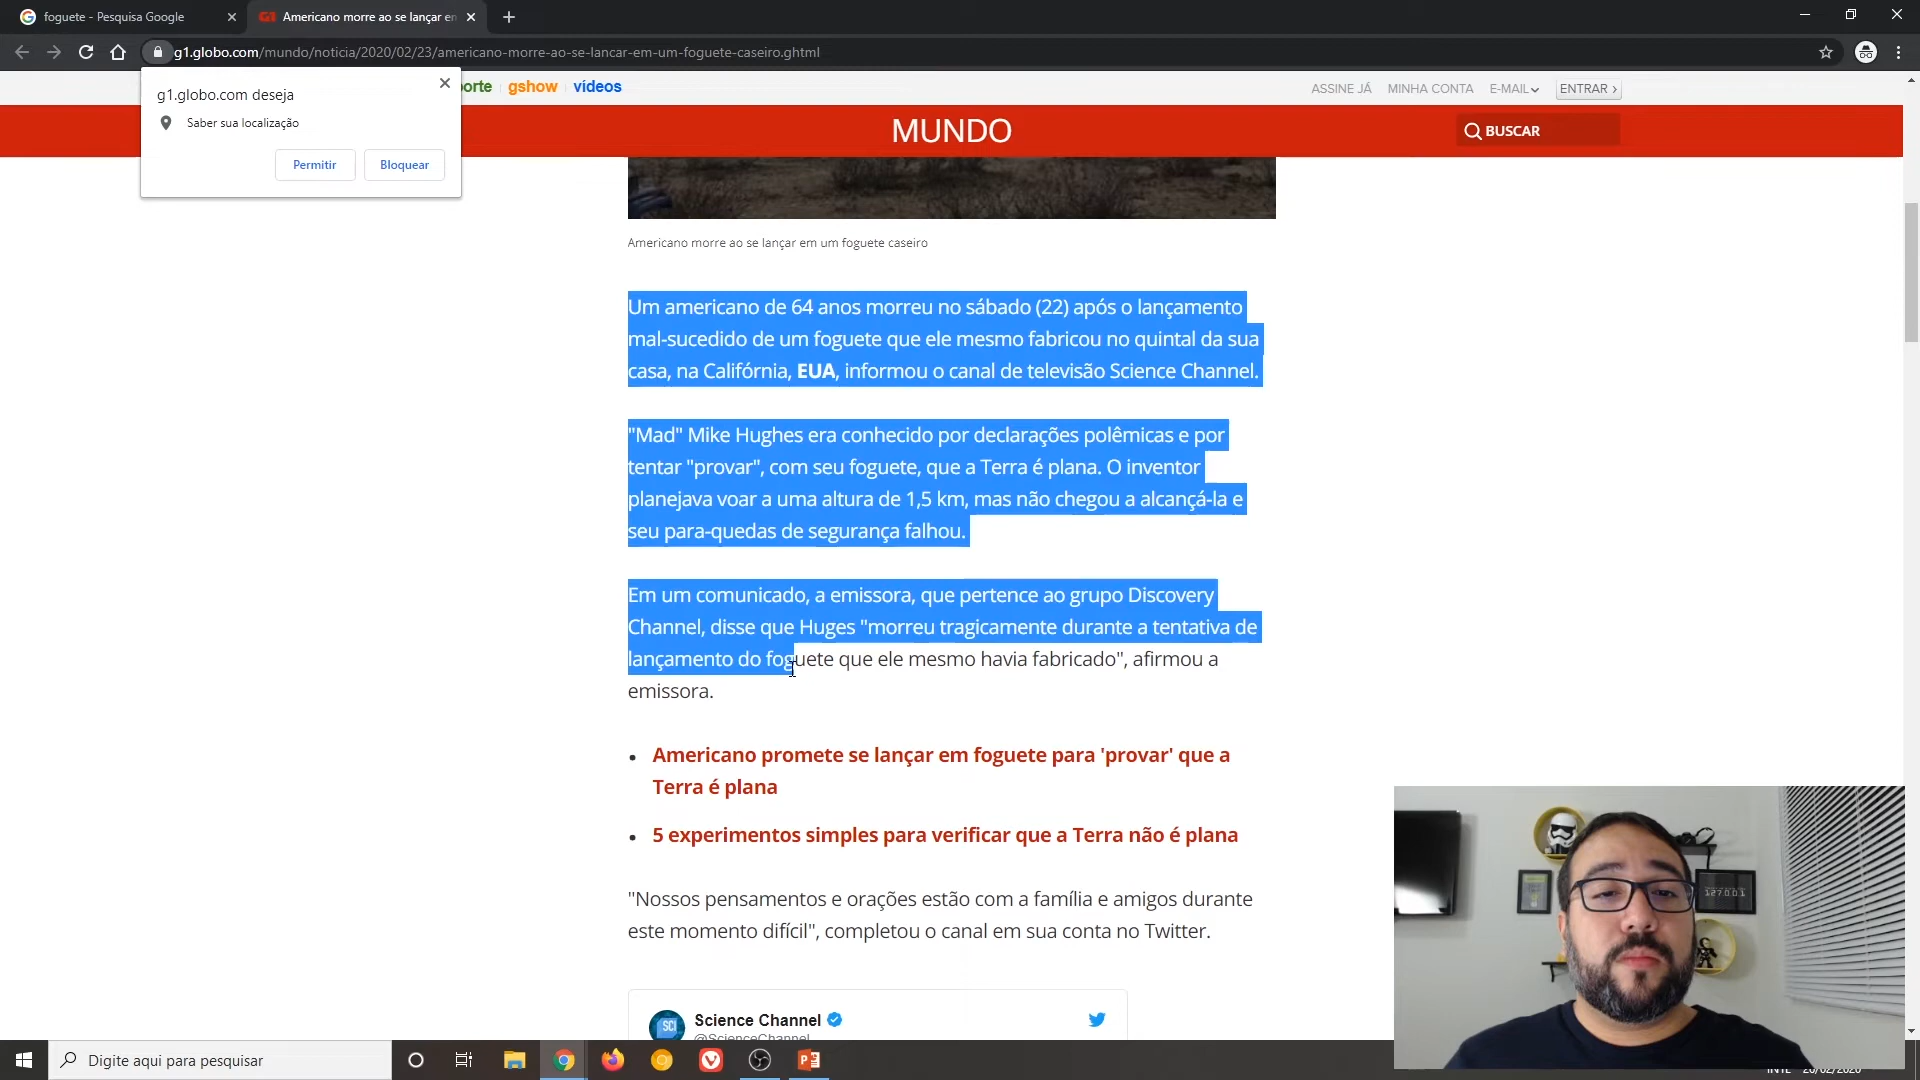 foguete - Pesquisa Google
Americano morre ao se lançar en
g1.globo.com/mundo/noticia/2020/02/23/americano-morre-ao-se-lancar-em-um-foguete-caseiro.ghtml
g1.globo.com deseja
Saber sua localização
Permitir
Bloquear
porte
gshow
vídeos
ASSINE JÁ
MINHA CONTA
E-MAIL
ENTRAR ›
MUNDO
BUSCAR
Americano morre ao se lançar em um foguete caseiro
Um americano de 64 anos morreu no sábado (22) após o lançamento
mal-sucedido de um foguete que ele mesmo fabricou no quintal da sua
casa, na Califórnia, EUA, informou o canal de televisão Science Channel.
"Mad" Mike Hughes era conhecido por declarações polêmicas e por
tentar "provar", com seu foguete, que a Terra é plana. O inventor
planejava voar a uma altura de 1,5 km, mas não chegou a alcançá-la e
seu para-quedas de segurança falhou.
Em um comunicado, a emissora, que pertence ao grupo Discovery
Channel, disse que Huges "morreu tragicamente durante a tentativa de
lançamento do foguete que ele mesmo havia fabricado", afirmou a
emissora.
• Americano promete se lançar em foguete para 'provar' que a
Terra é plana
• 5 experimentos simples para verificar que a Terra não é plana
"Nossos pensamentos e orações estão com a família e amigos durante
este momento difícil", completou o canal em sua conta no Twitter.
SCI
Science Channel
@ScienceChannel
127.0.0.1
Digite aqui para pesquisar